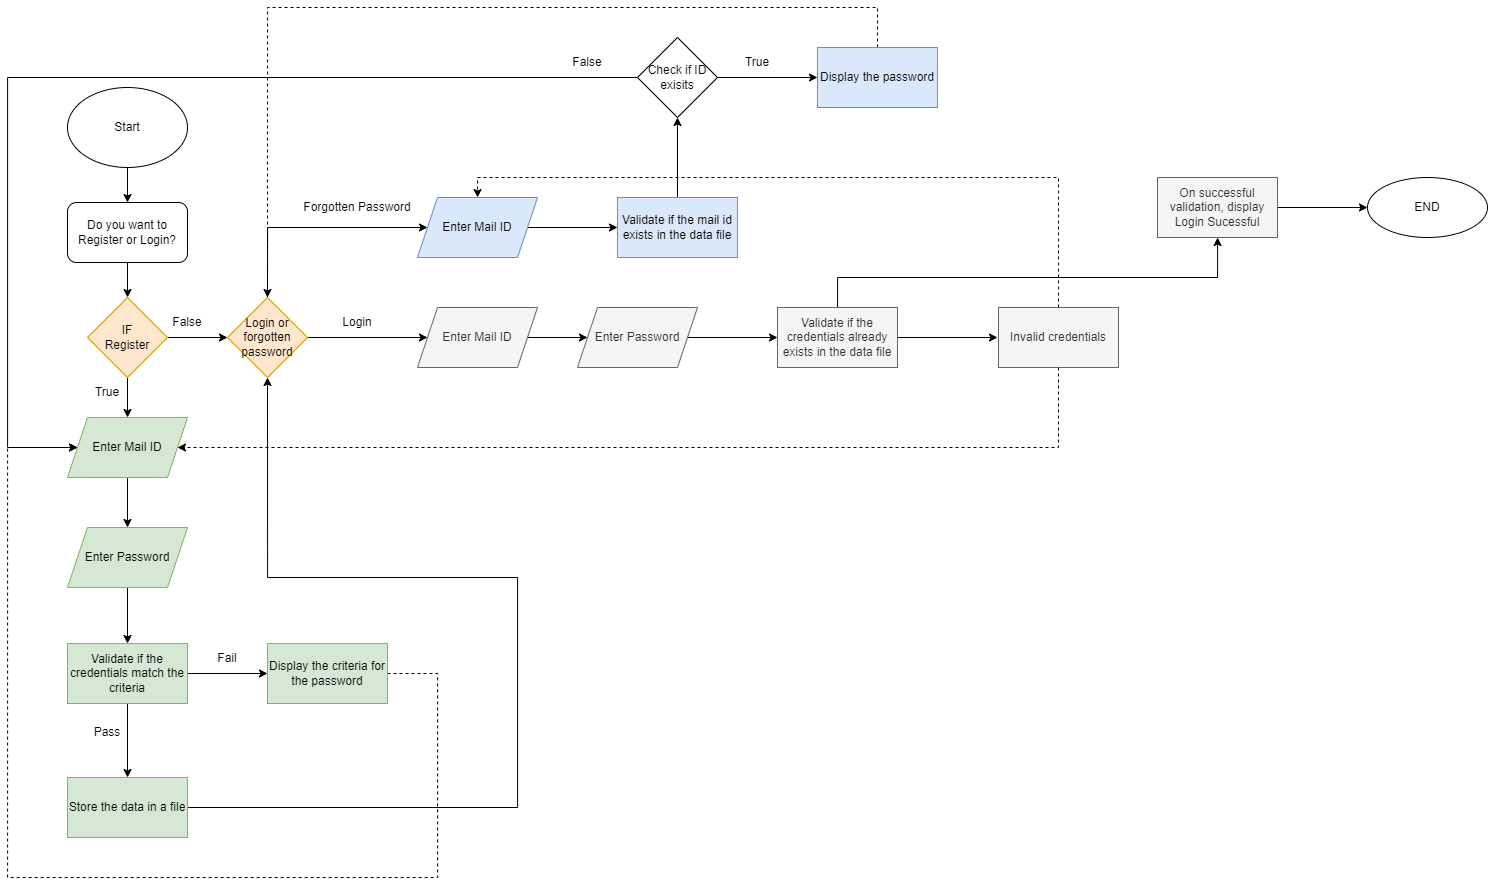 False
Check if ID
exisits
True
Display the password
Start
Do you want to
Register or Login?
Forgotten Password
Enter Mail ID
Validate if the mail id
exists in the data file
On successful
validation, display
Login Sucessful
END
IF
Register
False
Login or
forgotten
password
Login
Enter Mail ID
Enter Password
Validate if the
credentials already
exists in the data file
Invalid credentials
True
Enter Mail ID
Enter Password
Validate if the
credentials match the
criteria
Fail
Display the criteria for
the password
Pass
Store the data in a file